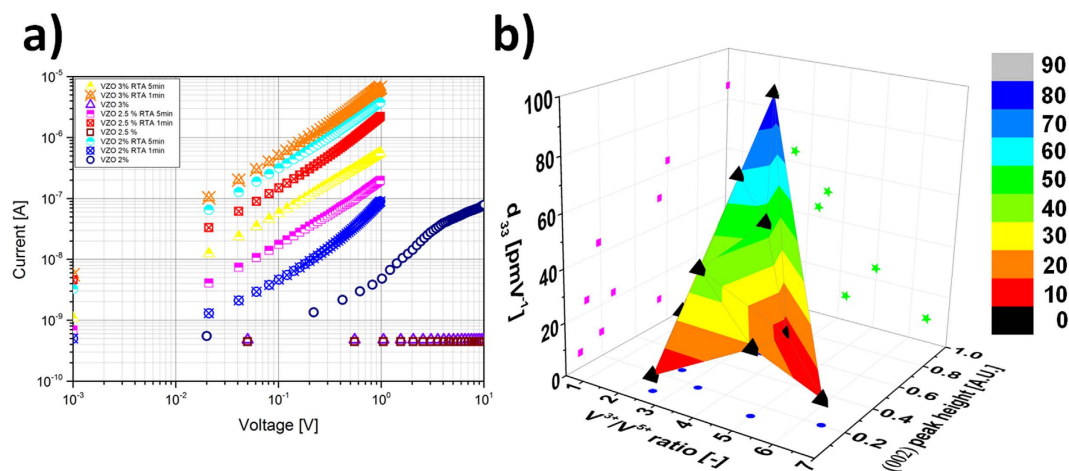 a)
10⁻⁵
10⁻⁶
10⁻⁷
10⁻⁸
10⁻⁹
10⁻¹⁰
Current [A]
VZO 3% RTA 5min
VZO 3% RTA 1min
VZO 3%
VZO 2.5 % RTA 5min
VZO 2.5 % RTA 1min
VZO 2.5 %
VZO 2% RTA 5min
VZO 2% RTA 1min
VZO 2%
10⁻³
10⁻²
10⁻¹
10⁰
10¹
Voltage [V]
b)
100
80
60
40
20
0
d₃₃ [pmV⁻¹]
1
2
3
4
5
6
7
V³⁺/V⁵⁺ ratio [-]
0.2
0.4
0.6
0.8
1.0
(002) peak height [A.U.]
90
80
70
60
50
40
30
20
10
0